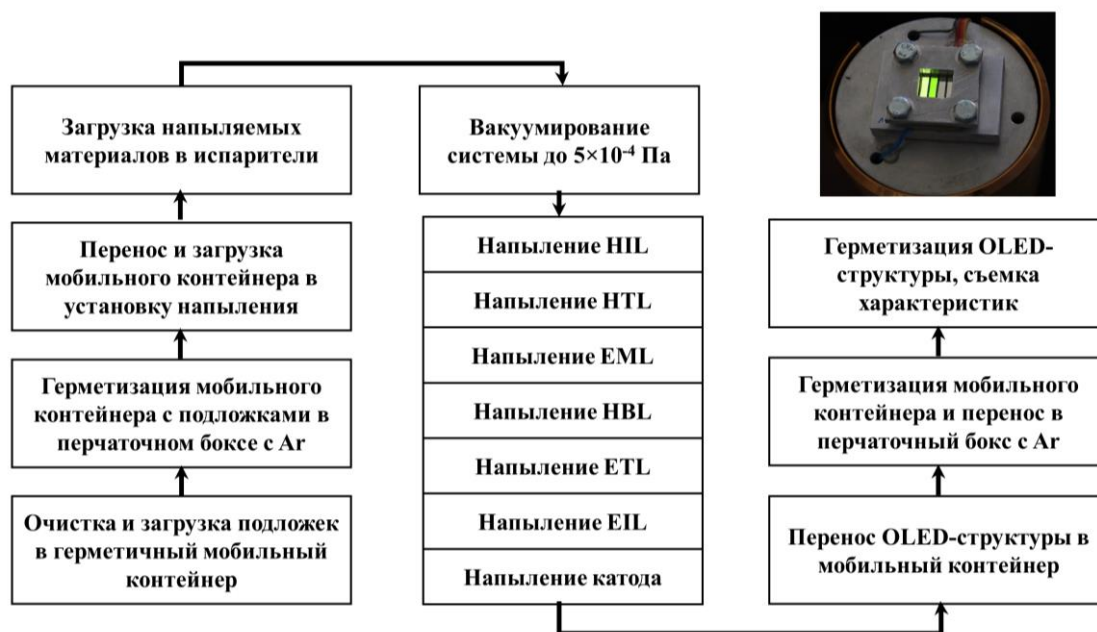 Загрузка напыляемых
материалов в испарители
Перенос и загрузка
мобильного контейнера в
установку напыления
Герметизация мобильного
контейнера с подложками в
перчаточном боксе с Ar
Очистка и загрузка подложек
в герметичный мобильный
контейнер
Вакуумирование
системы до 5×10⁻⁴ Па
Напыление HIL
Напыление HTL
Напыление EML
Напыление HBL
Напыление ETL
Напыление EIL
Напыление катода
Герметизация OLED-
структуры, съемка
характеристик
Герметизация мобильного
контейнера и перенос в
перчаточный бокс с Ar
Перенос OLED-структуры в
мобильный контейнер